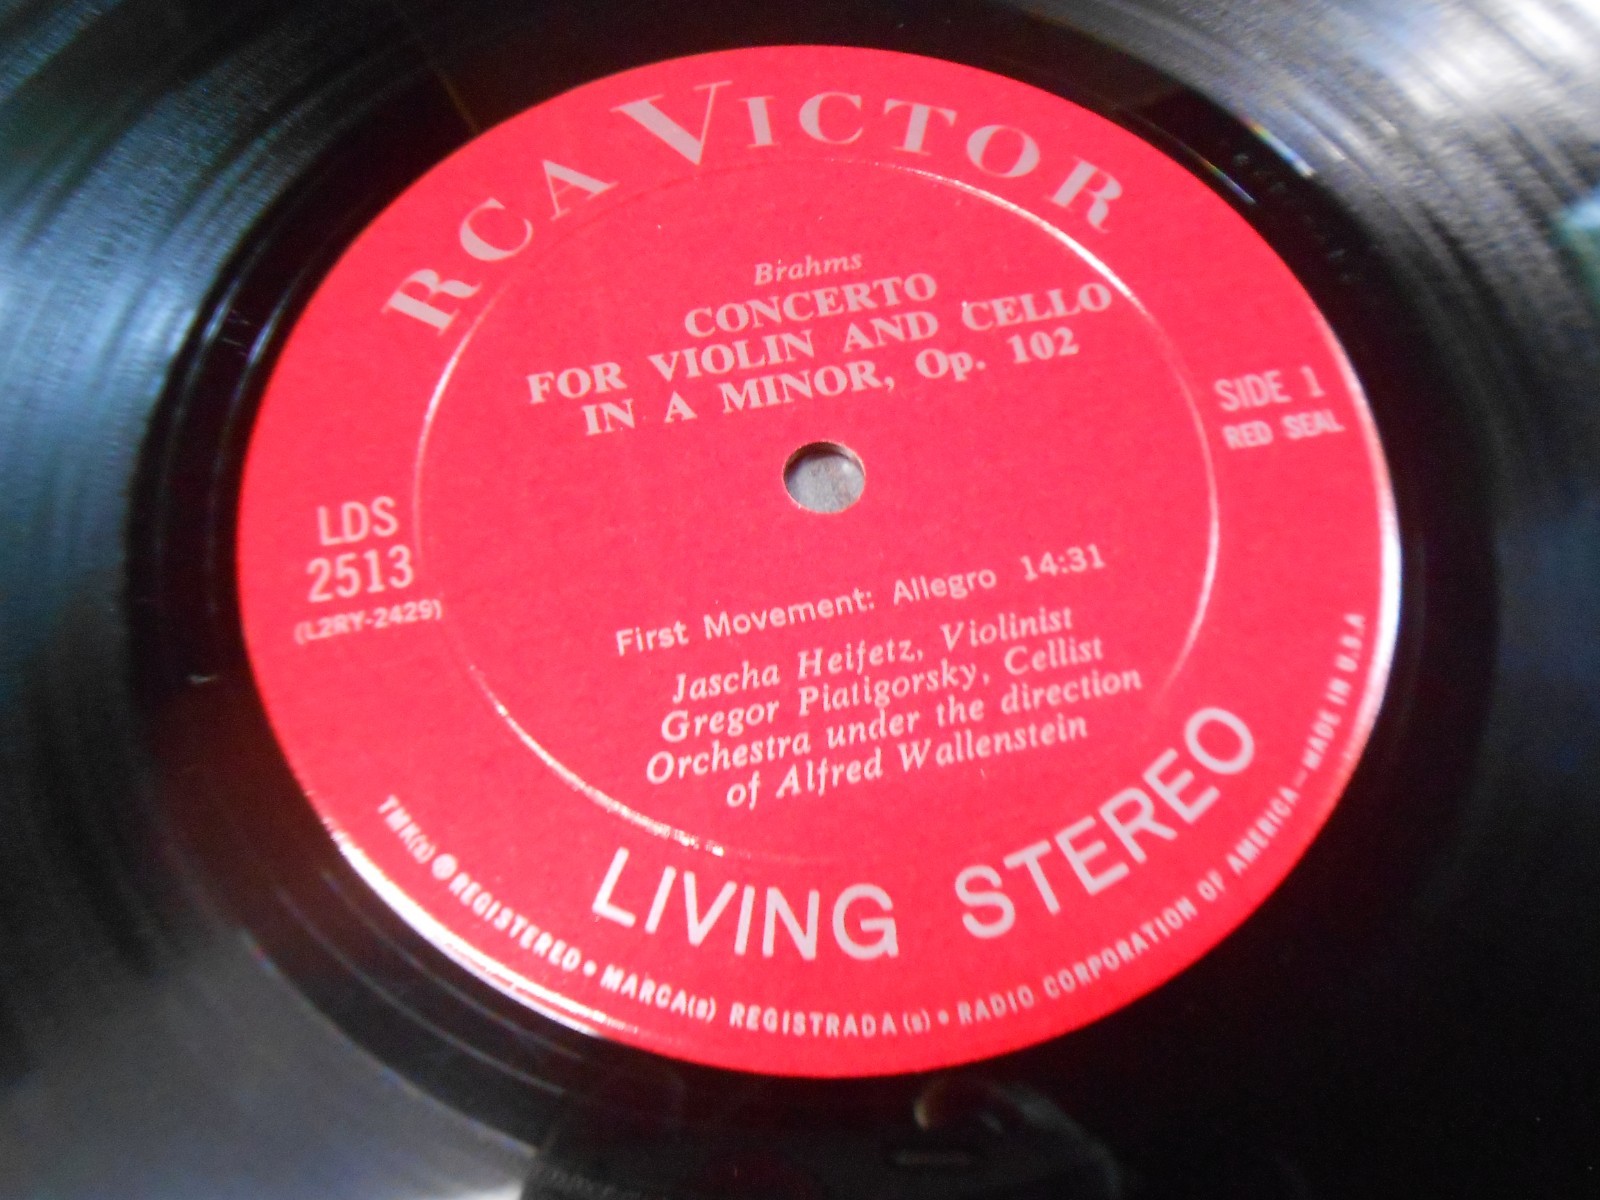 RCA VICTOR
Brahms
CONCERTO
FOR VIOLIN AND CELLO
IN A MINOR, Op. 102
SIDE 1
RED SEAL
LDS
2513
(L2RY-2429)
First Movement: Allegro 14:31
Jascha Heifetz, Violinist
Gregor Piatigorsky, Cellist
Orchestra under the direction
of Alfred Wallenstein
LIVING STEREO
TMK(s) ® REGISTERED • MARCA(s) REGISTRADA(s) • RADIO CORPORATION OF AMERICA—MADE IN U.S.A